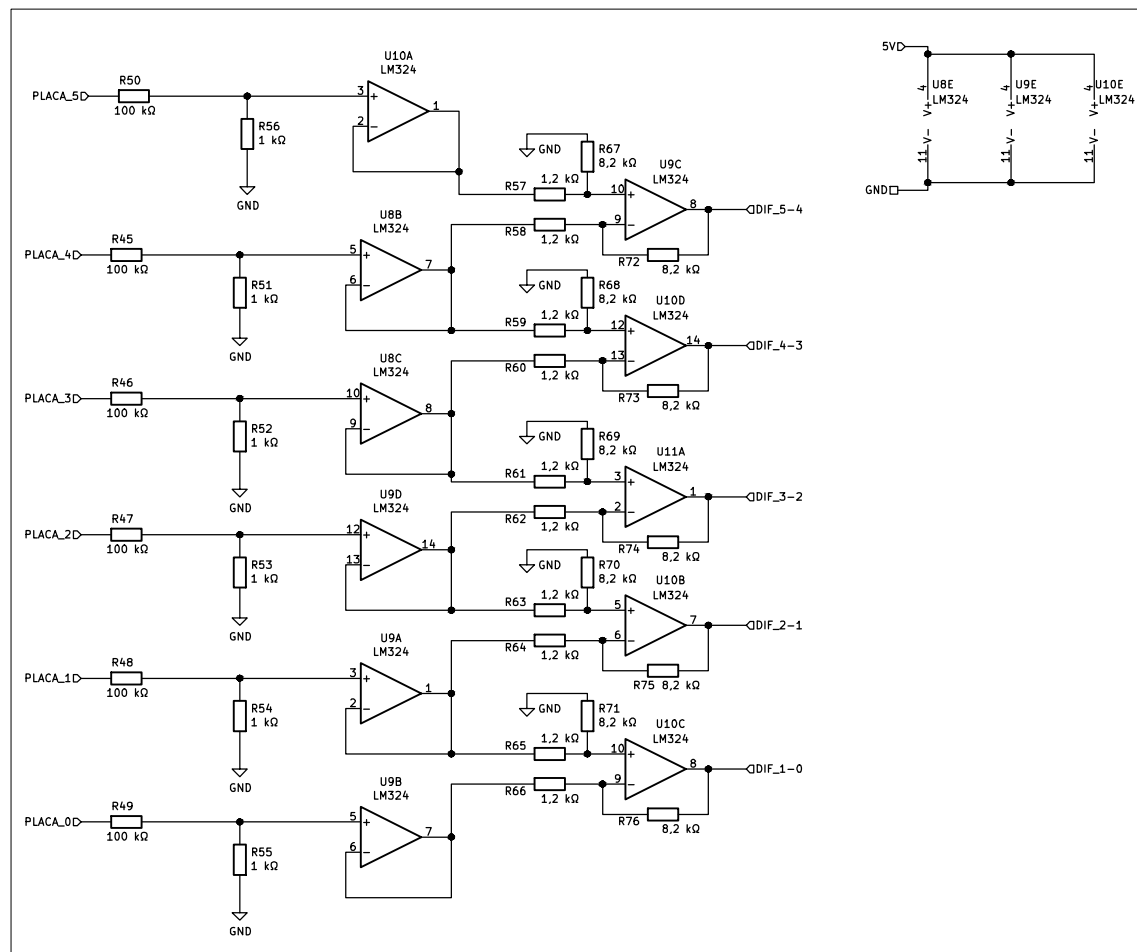 U10A
LM324
PLACA_5
R50
100 kΩ
R56
1 kΩ
3
+
2
−
1
GND
GND
R67
8,2 kΩ
1,2 kΩ
R57
R58
1,2 kΩ
U9C
LM324
10
+
9
−
8
DIF_5-4
R72
8,2 kΩ
PLACA_4
R45
100 kΩ
R51
1 kΩ
GND
U8B
LM324
5
+
6
−
7
GND
R68
8,2 kΩ
1,2 kΩ
R59
R60
1,2 kΩ
U10D
LM324
12
+
13
−
14
DIF_4-3
R73
8,2 kΩ
PLACA_3
R46
100 kΩ
R52
1 kΩ
GND
U8C
LM324
10
+
9
−
8
GND
R69
8,2 kΩ
1,2 kΩ
R61
R62
1,2 kΩ
U11A
LM324
3
+
2
−
1
DIF_3-2
R74
8,2 kΩ
PLACA_2
R47
100 kΩ
R53
1 kΩ
GND
U9D
LM324
12
+
13
−
14
GND
R70
8,2 kΩ
1,2 kΩ
R63
R64
1,2 kΩ
U10B
LM324
5
+
6
−
7
DIF_2-1
R75
8,2 kΩ
PLACA_1
R48
100 kΩ
R54
1 kΩ
GND
U9A
LM324
3
+
2
−
1
GND
R71
8,2 kΩ
1,2 kΩ
R65
R66
1,2 kΩ
U10C
LM324
10
+
9
−
8
DIF_1-0
R76
8,2 kΩ
PLACA_0
R49
100 kΩ
R55
1 kΩ
GND
U9B
LM324
5
+
6
−
7
5V
4
V+
U8E
LM324
V-
11
4
V+
U9E
LM324
V-
11
4
V+
U10E
LM324
V-
11
GND